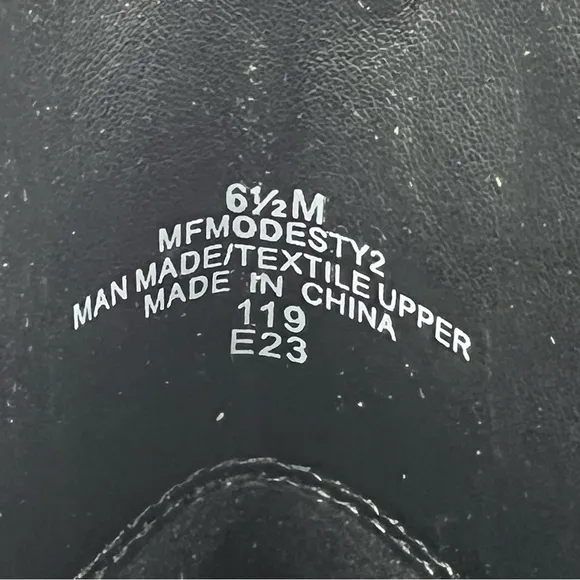 6½M
MFMODESTY2
MAN MADE/TEXTILE UPPER
MADE IN CHINA
119
E23